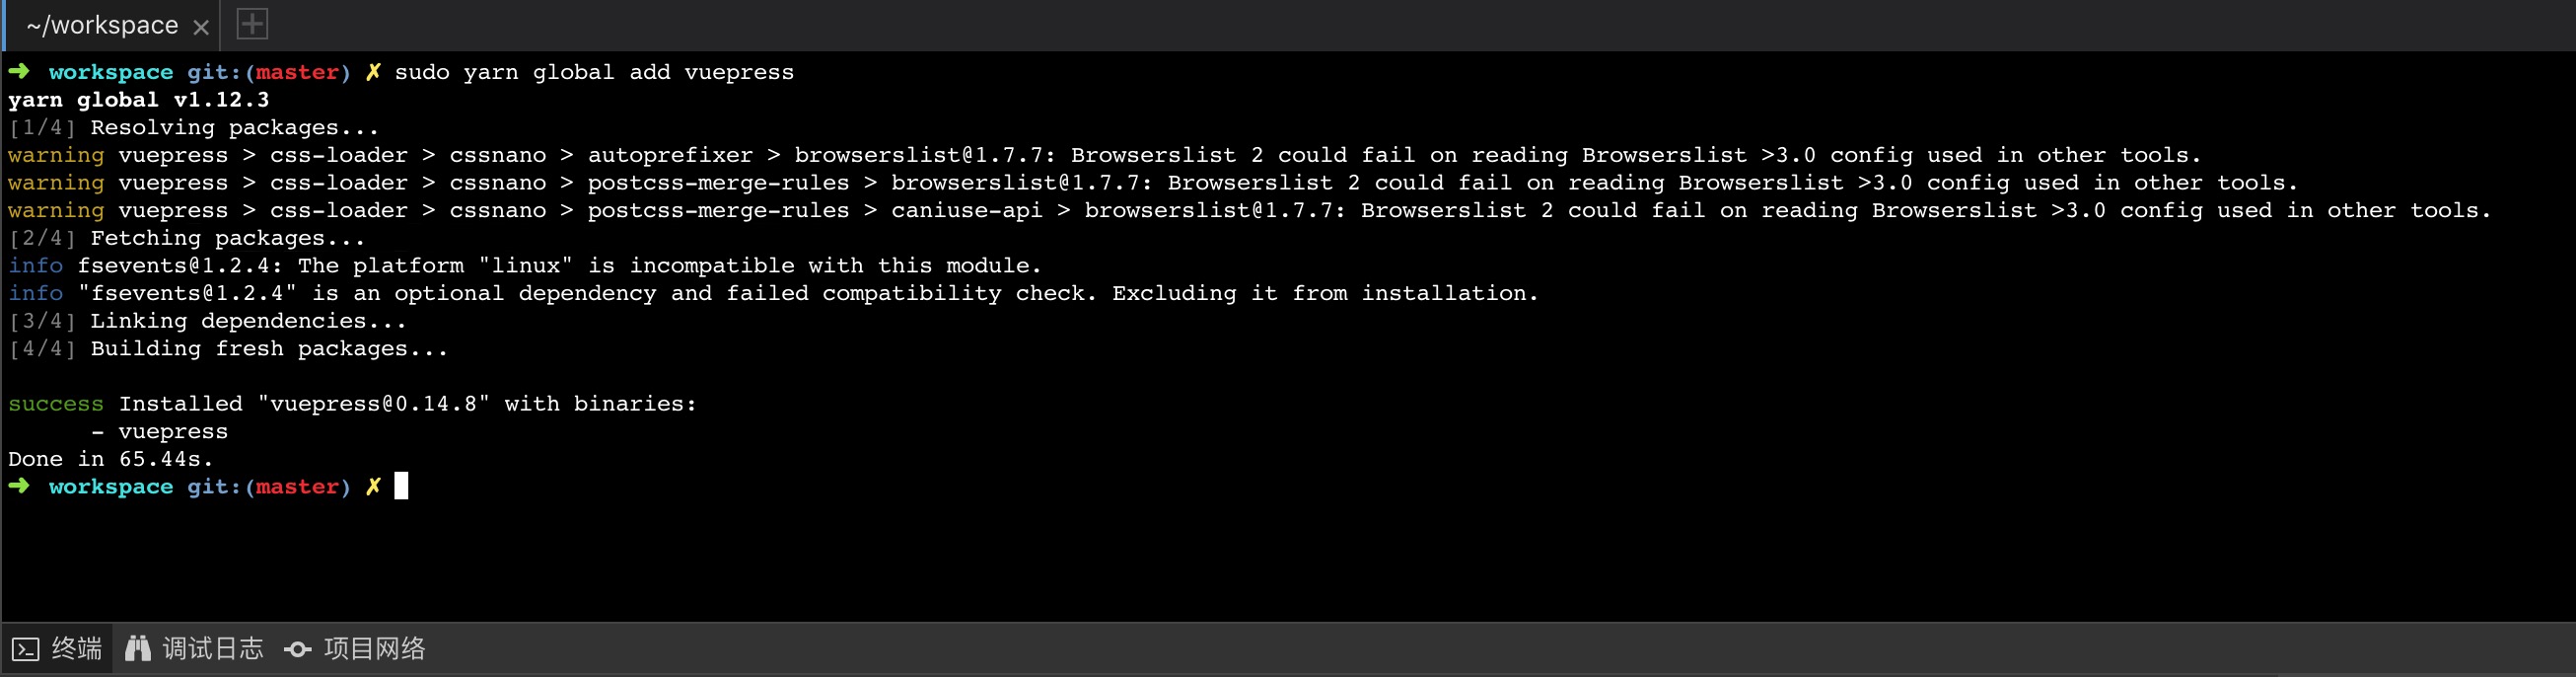 ~/workspace
➜ workspace git:(master) ✗ sudo yarn global add vuepress
yarn global v1.12.3
[1/4] Resolving packages...
warning vuepress > css-loader > cssnano > autoprefixer > browserslist@1.7.7: Browserslist 2 could fail on reading Browserslist >3.0 config used in other tools.
warning vuepress > css-loader > cssnano > postcss-merge-rules > browserslist@1.7.7: Browserslist 2 could fail on reading Browserslist >3.0 config used in other tools.
warning vuepress > css-loader > cssnano > postcss-merge-rules > caniuse-api > browserslist@1.7.7: Browserslist 2 could fail on reading Browserslist >3.0 config used in other tools.
[2/4] Fetching packages...
info fsevents@1.2.4: The platform "linux" is incompatible with this module.
info "fsevents@1.2.4" is an optional dependency and failed compatibility check. Excluding it from installation.
[3/4] Linking dependencies...
[4/4] Building fresh packages...
success Installed "vuepress@0.14.8" with binaries:
- vuepress
Done in 65.44s.
➜ workspace git:(master) ✗
终端 调试日志 项目网络